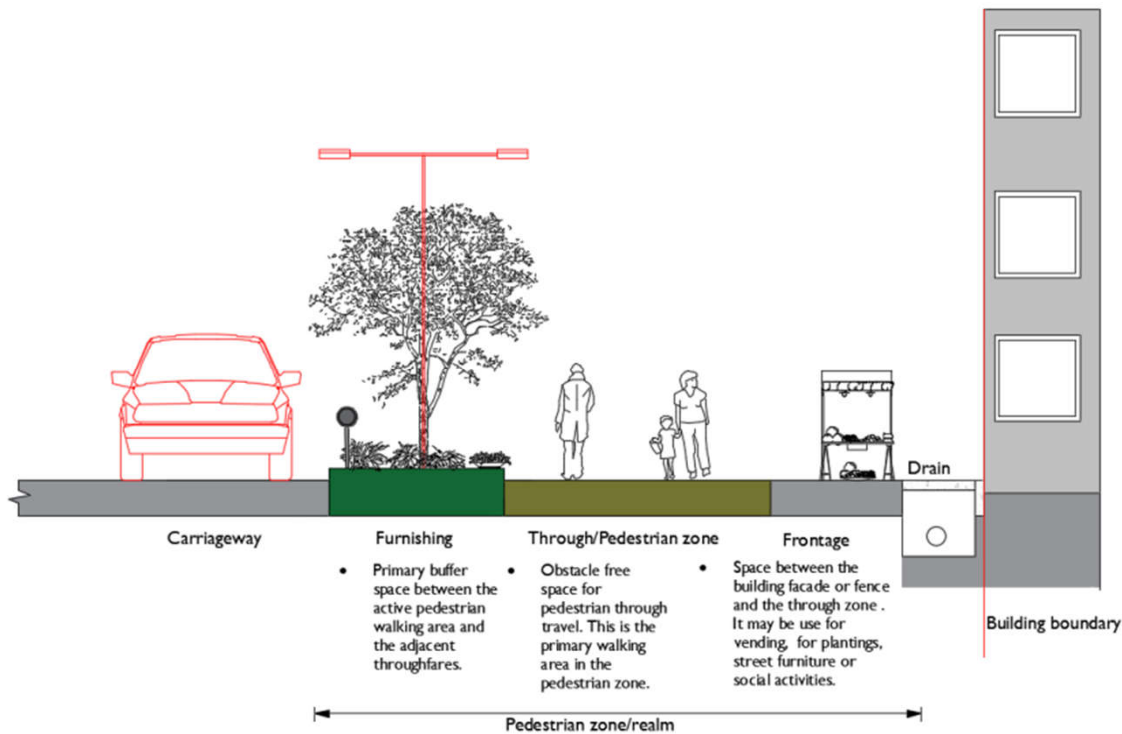 Drain
Carriageway
Furnishing
• Primary buffer
space between the
active pedestrian
walking area and
the adjacent
throughfares.
Through/Pedestrian zone
• Obstacle free
space for
pedestrian through
travel. This is the
primary walking
area in the
pedestrian zone.
Frontage
• Space between the
building facade or fence
and the through zone .
It may be use for
vending, for plantings,
street furniture or
social activities.
Building boundary
Pedestrian zone/realm